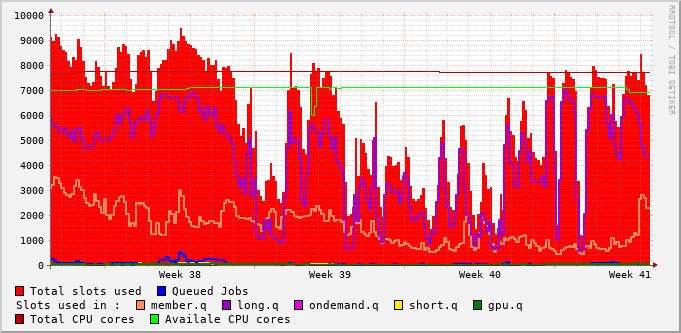 10000
9000
8000
7000
6000
5000
4000
3000
2000
1000
0
Week 38 Week 39 Week 40 Week 41
Total slots used Queued Jobs
Slots used in : member.q long.q ondemand.q short.q gpu.q
Total CPU cores Availale CPU cores
RRDTOOL / TOBI OETIKER